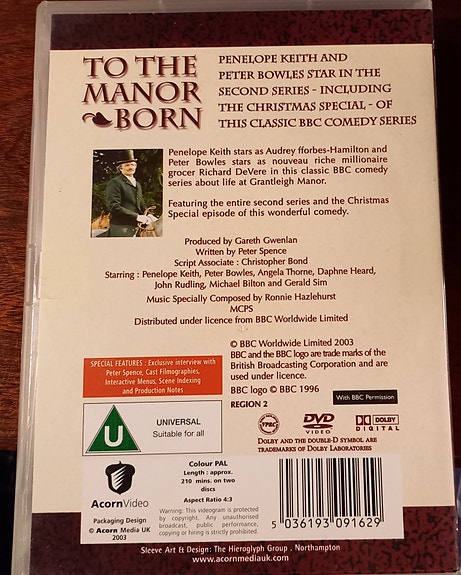 TO THE
MANOR
BORN
PENELOPE KEITH AND
PETER BOWLES STAR IN THE
SECOND SERIES - INCLUDING
THE CHRISTMAS SPECIAL - OF
THIS CLASSIC BBC COMEDY SERIES
Penelope Keith stars as Audrey fforbes-Hamilton and
Peter Bowles stars as nouveau riche millionaire
grocer Richard DeVere in this classic BBC comedy
series about life at Grantleigh Manor.
Featuring the entire second series and the Christmas
Special episode of this wonderful comedy.
Produced by Gareth Gwenlan
Written by Peter Spence
Script Associate : Christopher Bond
Starring : Penelope Keith, Peter Bowles, Angela Thorne, Daphne Heard,
John Rudling, Michael Bilton and Gerald Sim
Music Specially Composed by Ronnie Hazlehurst
MCPS
Distributed under licence from BBC Worldwide Limited
SPECIAL FEATURES : Exclusive interview with
Peter Spence, Cast Filmographies,
Interactive Menus, Scene Indexing
and Production Notes
© BBC Worldwide Limited 2003
BBC and the BBC logo are trade marks of the
British Broadcasting Corporation and are
used under licence.
BBC logo © BBC 1996
With BBC Permission
REGION 2
U
UNIVERSAL
Suitable for all
VPRC
DVD
VIDEO
DOLBY
DIGITAL
DOLBY AND THE DOUBLE-D SYMBOL ARE
TRADEMARKS OF DOLBY LABORATORIES
AcornVideo
Packaging Design
© Acorn Media UK
2003
Colour PAL
Length : approx.
210 mins. on two
discs
Aspect Ratio 4:3
Warning: This videogram is protected
by copyright. Any unauthorised
broadcast, public performance,
copying or hiring is strictly prohibited.
5 036193 091629
Sleeve Art & Design: The Hieroglyph Group . Northampton
www.acornmediauk.com